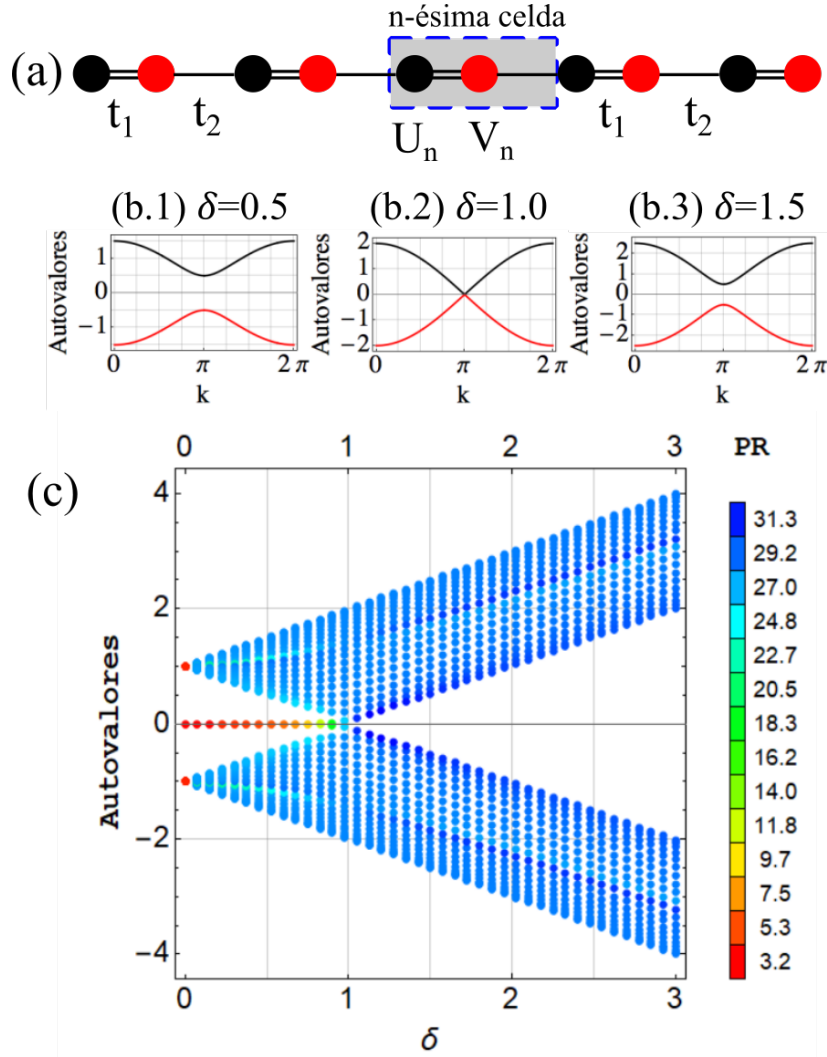 n-ésima celda
(a)
t₁ t₂ Uₙ Vₙ t₁ t₂
(b.1) δ=0.5 (b.2) δ=1.0 (b.3) δ=1.5
Autovalores
1
0
−1
0 π 2 π
k
Autovalores
2
1
0
−1
−2
0 π 2 π
k
Autovalores
2
1
0
−1
−2
0 π 2 π
k
(c)
0 1 2 3
PR
Autovalores
4
2
0
−2
−4
0 1 2 3
δ
31.3
29.2
27.0
24.8
22.7
20.5
18.3
16.2
14.0
11.8
9.7
7.5
5.3
3.2